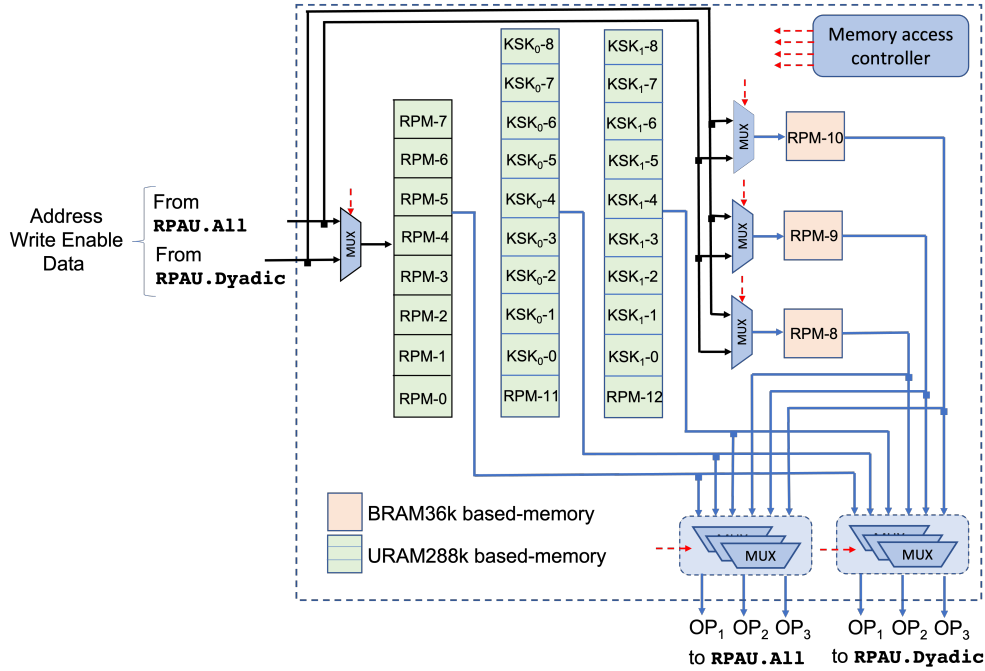 Memory access
controller
KSK₀-8
KSK₀-7
KSK₀-6
KSK₀-5
KSK₀-4
KSK₀-3
KSK₀-2
KSK₀-1
KSK₀-0
RPM-11
KSK₁-8
KSK₁-7
KSK₁-6
KSK₁-5
KSK₁-4
KSK₁-3
KSK₁-2
KSK₁-1
KSK₁-0
RPM-12
RPM-7
RPM-6
RPM-5
RPM-4
RPM-3
RPM-2
RPM-1
RPM-0
Address
Write Enable
Data
From
RPAU.All
From
RPAU.Dyadic
MUX
MUX
RPM-10
MUX
RPM-9
MUX
RPM-8
BRAM36k based-memory
URAM288k based-memory
MUX
MUX
OP₁ OP₂ OP₃
to RPAU.All
OP₁ OP₂ OP₃
to RPAU.Dyadic